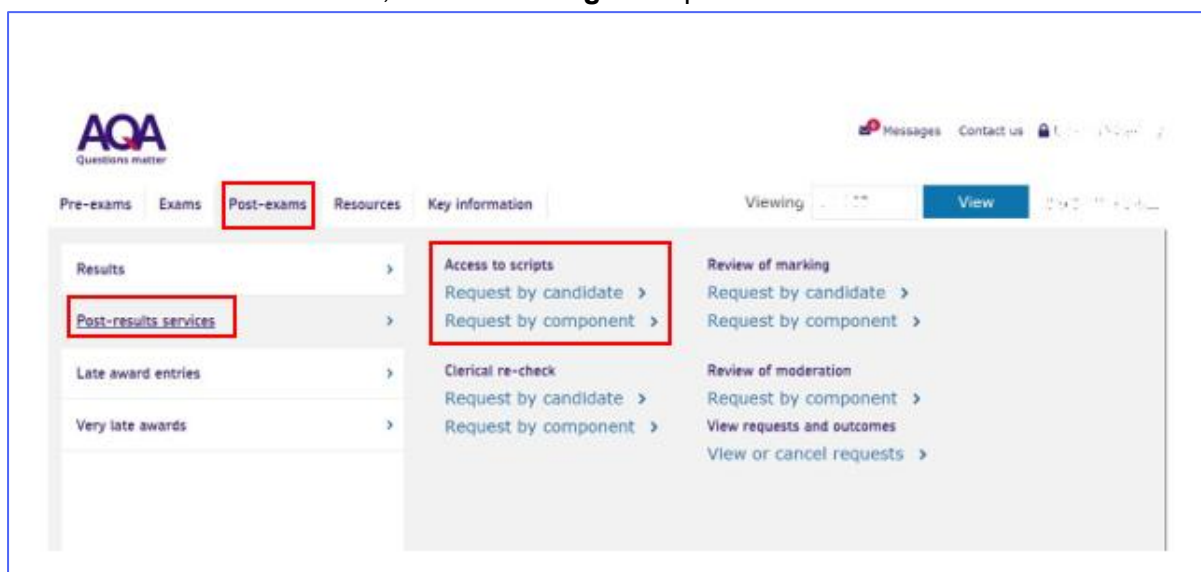 AQA
Questions matter
Messages Contact us
Pre-exams Exams Post-exams Resources Key information Viewing View
Results
Post-results services
Late award entries
Very late awards
Access to scripts
Request by candidate
Request by component
Clerical re-check
Request by candidate
Request by component
Review of marking
Request by candidate
Request by component
Review of moderation
Request by component
View requests and outcomes
View or cancel requests